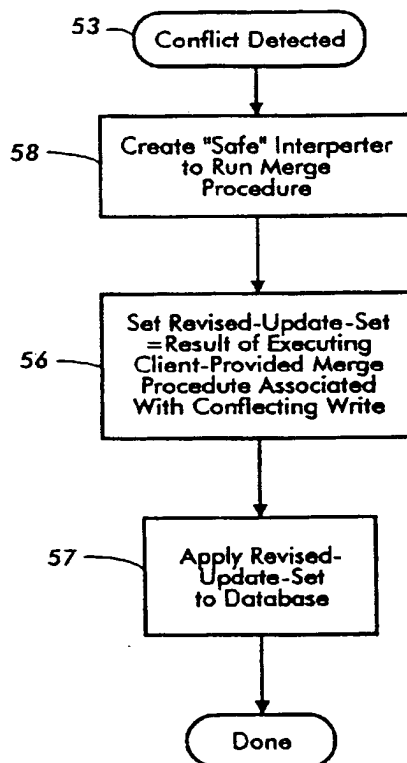 53
Conflict Detected
58
Create "Safe" Interperter
to Run Merge
Procedure
56
Set Revised-Update-Set
=Result of Executing
Client-Provided Merge
Procedute Associated
With Conflecting Write
57
Apply Revised-
Update-Set
to Database
Done